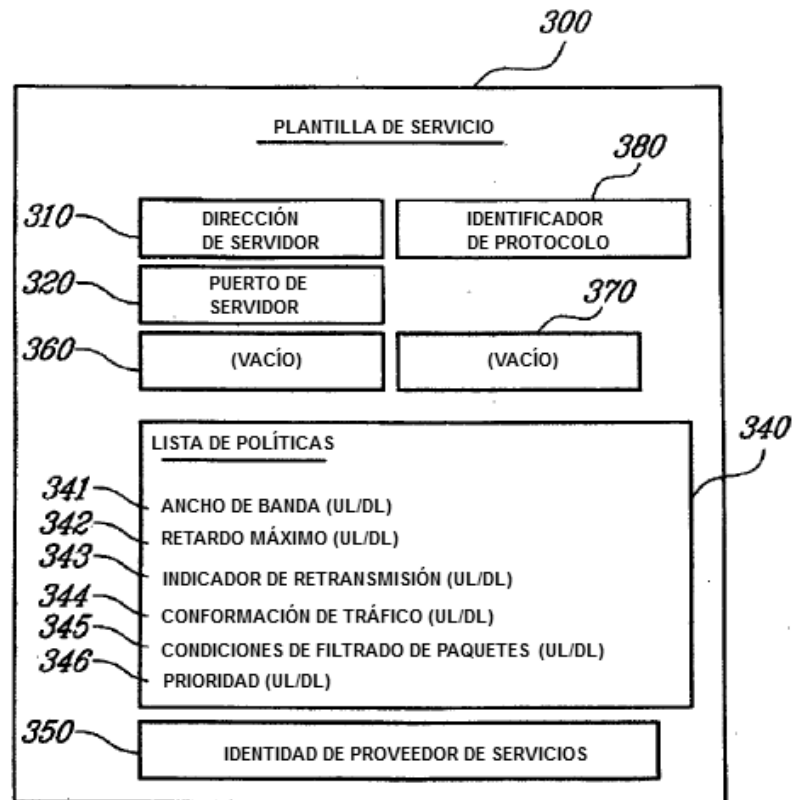 300
PLANTILLA DE SERVICIO
380
310
DIRECCIÓN
DE SERVIDOR
IDENTIFICADOR
DE PROTOCOLO
320
PUERTO DE
SERVIDOR
370
360
(VACÍO)
(VACÍO)
340
LISTA DE POLÍTICAS
341
ANCHO DE BANDA (UL/DL)
342
RETARDO MÁXIMO (UL/DL)
343
INDICADOR DE RETRANSMISIÓN (UL/DL)
344
CONFORMACIÓN DE TRÁFICO (UL/DL)
345
CONDICIONES DE FILTRADO DE PAQUETES (UL/DL)
346
PRIORIDAD (UL/DL)
350
IDENTIDAD DE PROVEEDOR DE SERVICIOS